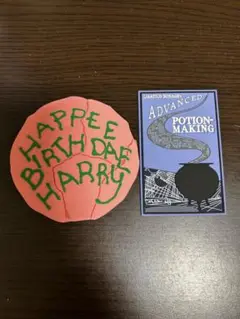 HAPPEE
BIRTHDAE
HARRY
ADVANCED
POTION-
MAKING